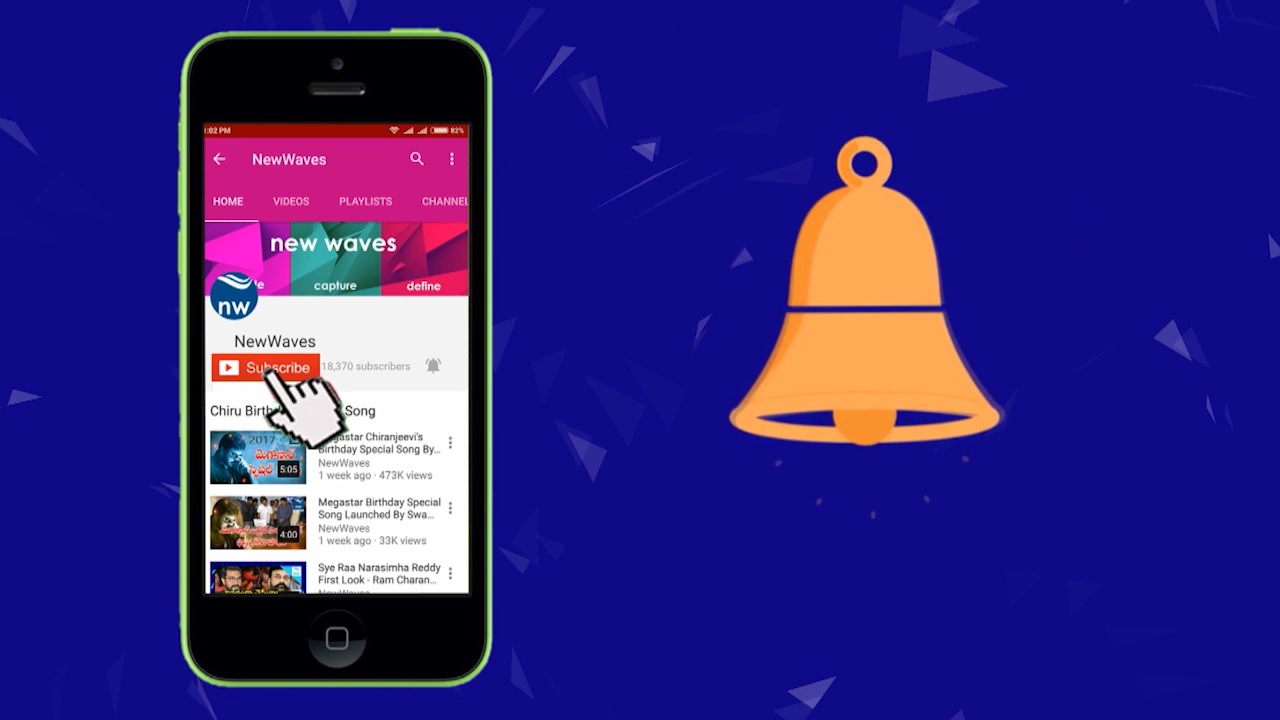 1:02 PM
82%
NewWaves
HOME VIDEOS PLAYLISTS CHANNEL
new waves
capture define
nw
NewWaves
Subscribe 18,370 subscribers
Chiru Birth Song
2017
మెగాస్టార్
స్పెషల్
5:05
Megastar Chiranjeevi's
Birthday Special Song By...
NewWaves
1 week ago · 473K views
4:00
Megastar Birthday Special
Song Launched By Swa...
NewWaves
1 week ago · 33K views
Sye Raa Narasimha Reddy
First Look - Ram Charan...
NewWaves